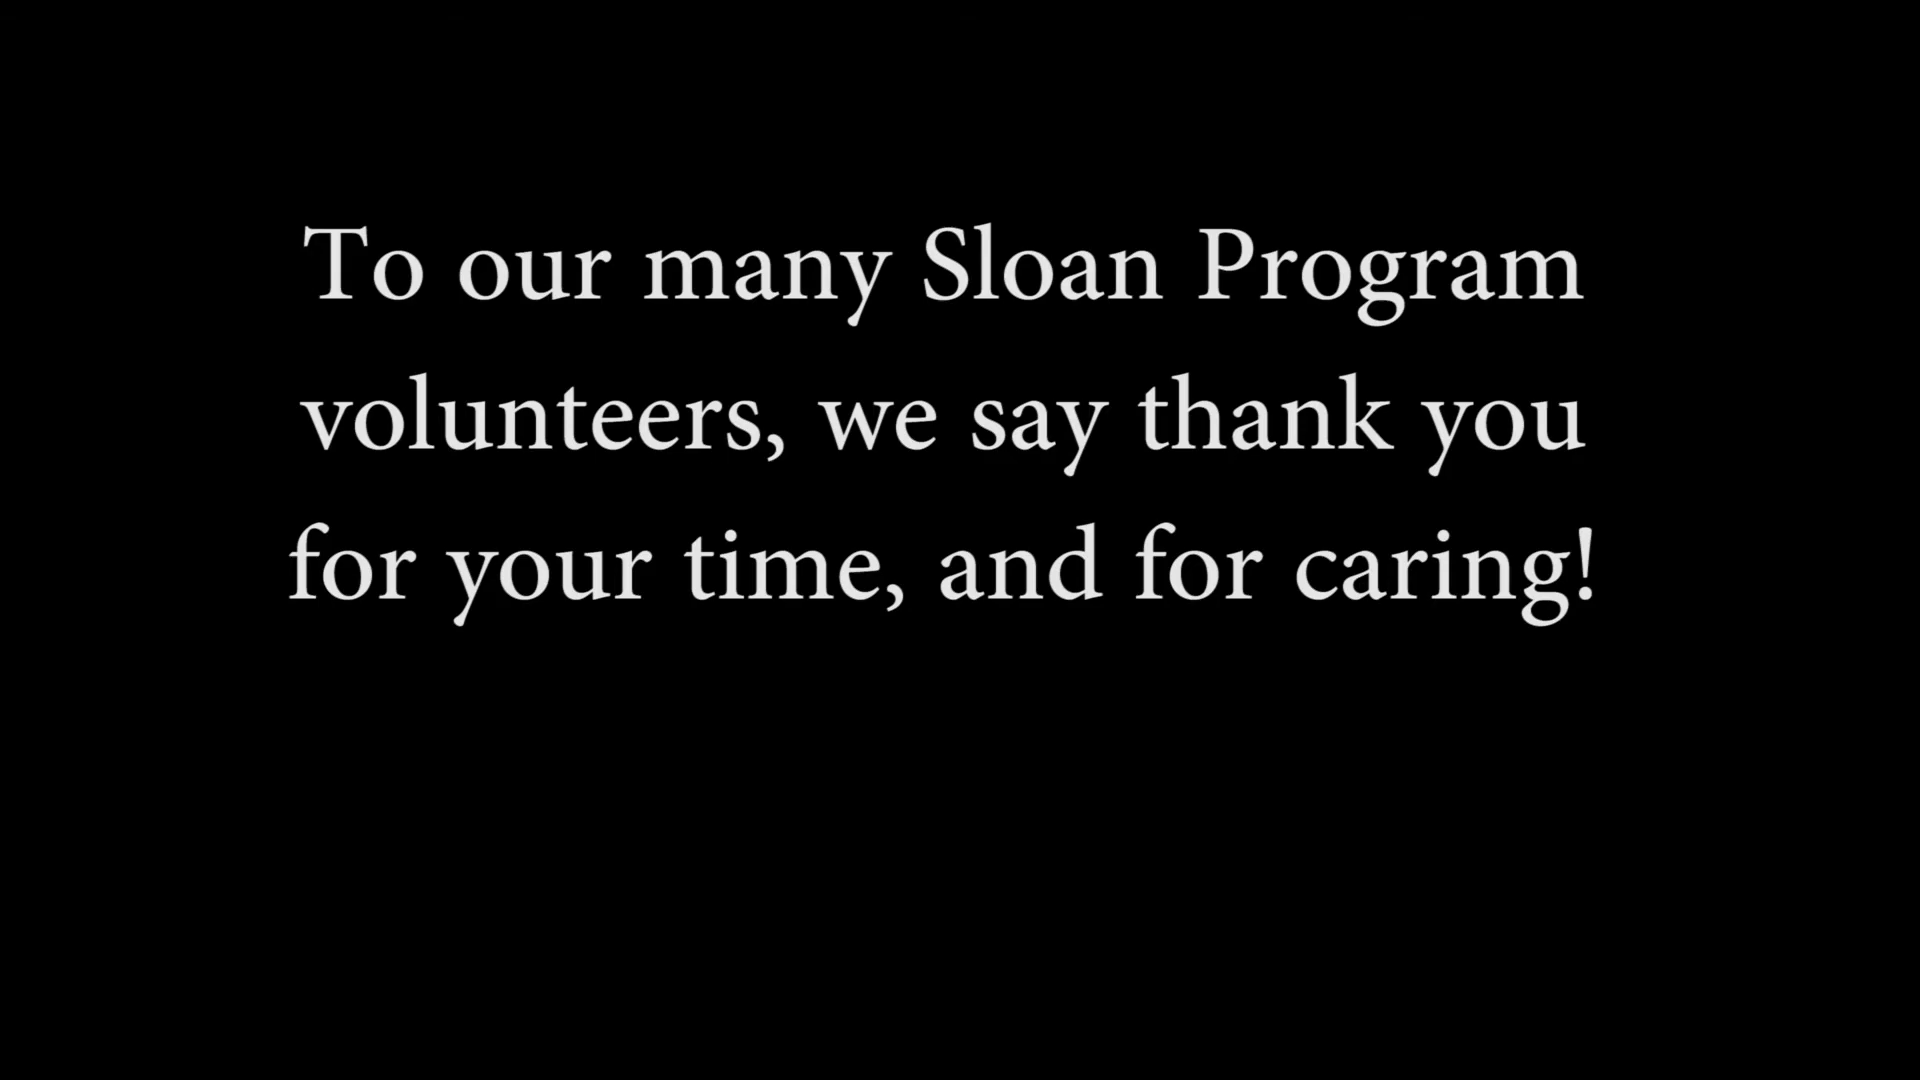 To our many Sloan Program
volunteers, we say thank you
for your time, and for caring!